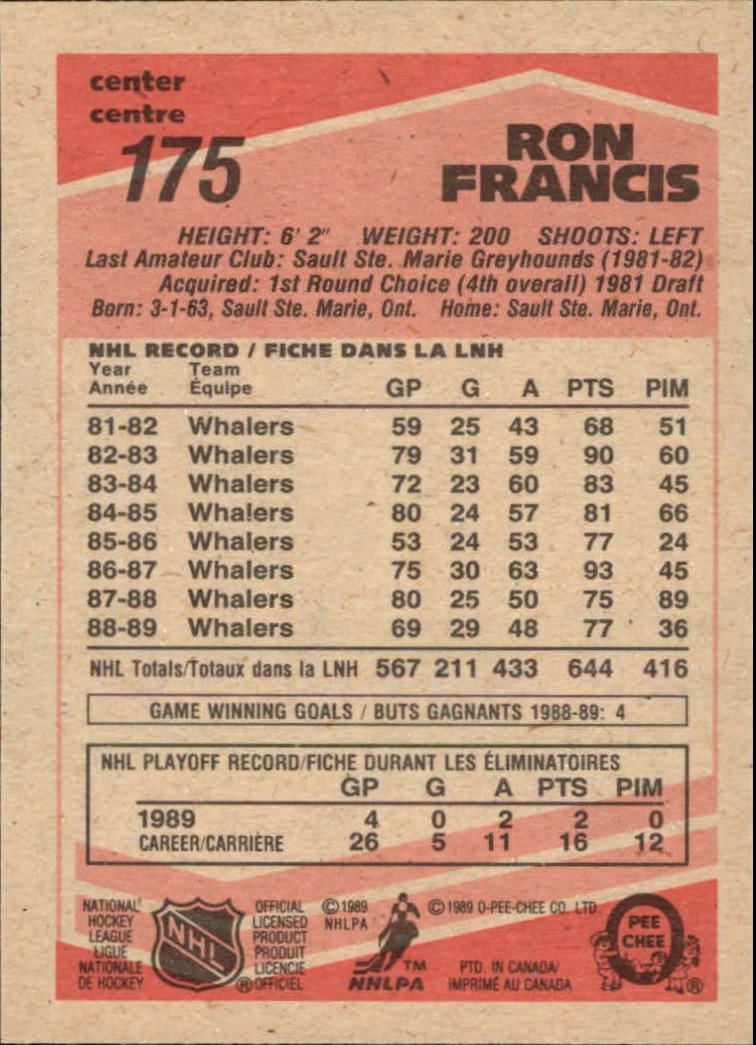 center
centre
175
RON
FRANCIS
HEIGHT: 6' 2" WEIGHT: 200 SHOOTS: LEFT
Last Amateur Club: Sault Ste. Marie Greyhounds (1981-82)
Acquired: 1st Round Choice (4th overall) 1981 Draft
Born: 3-1-63, Sault Ste. Marie, Ont. Home: Sault Ste. Marie, Ont.
NHL RECORD / FICHE DANS LA LNH
Year Team
Année Équipe GP G A PTS PIM
81-82 Whalers 59 25 43 68 51
82-83 Whalers 79 31 59 90 60
83-84 Whalers 72 23 60 83 45
84-85 Whalers 80 24 57 81 66
85-86 Whalers 53 24 53 77 24
86-87 Whalers 75 30 63 93 45
87-88 Whalers 80 25 50 75 89
88-89 Whalers 69 29 48 77 36
NHL Totals/Totaux dans la LNH 567 211 433 644 416
GAME WINNING GOALS / BUTS GAGNANTS 1988-89: 4
NHL PLAYOFF RECORD/FICHE DURANT LES ÉLIMINATOIRES
GP G A PTS PIM
1989 4 0 2 2 0
CAREER/CARRIÈRE 26 5 11 16 12
NATIONAL
HOCKEY
LEAGUE
LIGUE
NATIONALE
DE HOCKEY
NHL
OFFICIAL
LICENSED
PRODUCT
PRODUIT
LICENCIE
® OFFICIEL
© 1989
NHLPA
TM
NHLPA
© 1989 O-PEE-CHEE CO. LTD.
PTD. IN CANADA/
IMPRIMÉ AU CANADA
O
PEE
CHEE
®